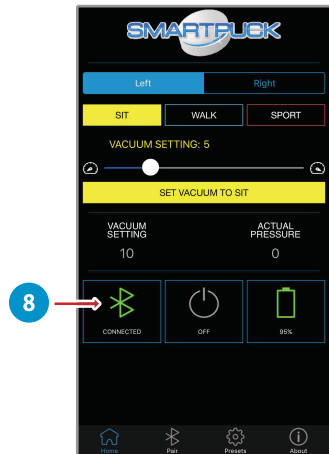 SMARTPUCK
Left Right
SIT WALK SPORT
VACUUM SETTING: 5
SET VACUUM TO SIT
VACUUM SETTING ACTUAL PRESSURE
10 0
8
CONNECTED OFF 95%
Home Pair Presets About